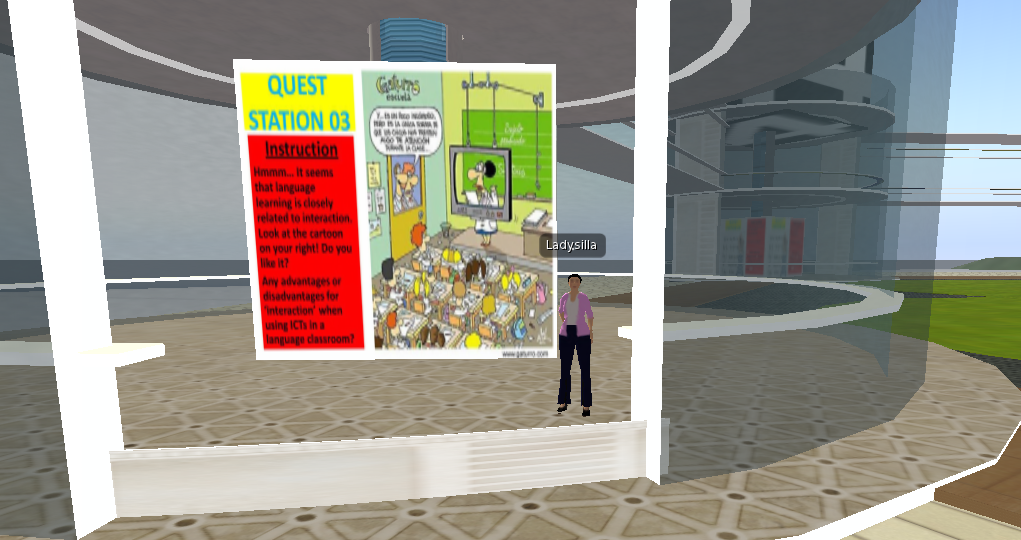 QUEST
STATION 03
Instruction
Hmmm... it seems
that language
learning is closely
related to interaction.
Look at the cartoon
on your right! Do you
like it?
Any advantages or
disadvantages for
'interaction' when
using ICTs in a
language classroom?
Gaturro
escuela
www.gaturro.com
Ladysilla